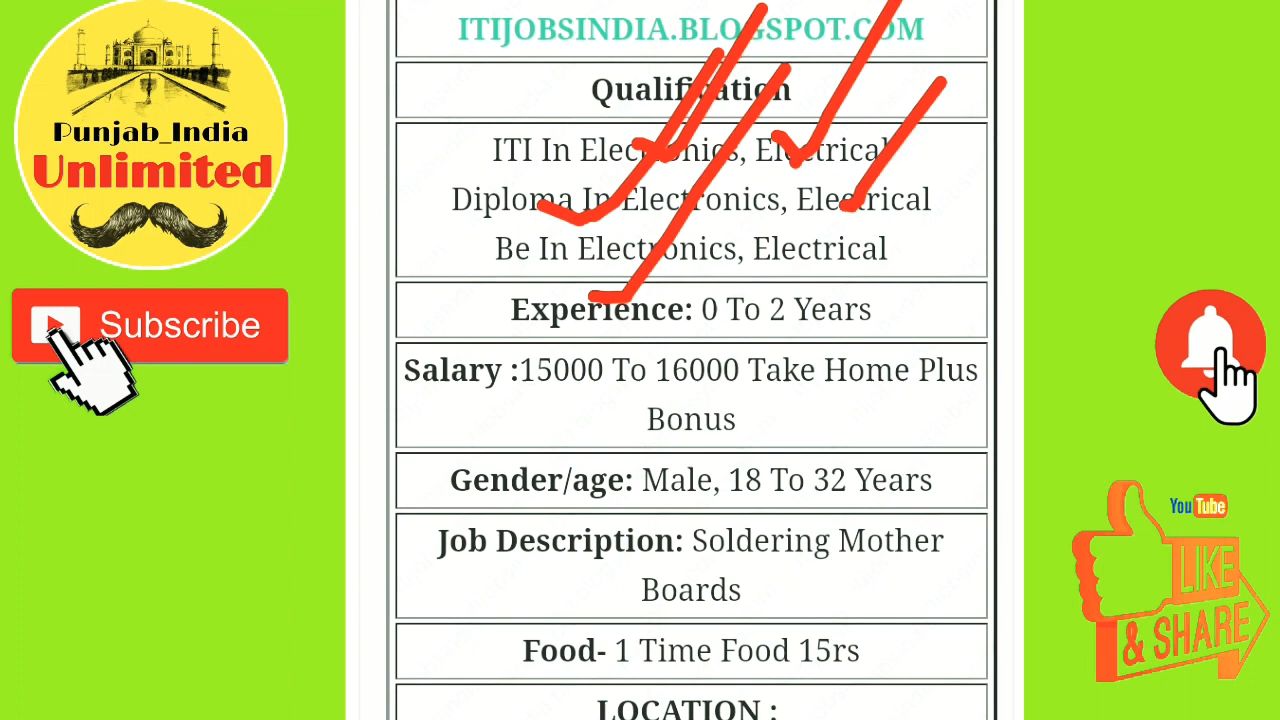 Punjab_India
Unlimited
Subscribe
ITIJOBSINDIA.BLOGSPOT.COM
Qualification
ITI In Electronics, Electrical
Diploma In Electronics, Electrical
Be In Electronics, Electrical
Experience: 0 To 2 Years
Salary :15000 To 16000 Take Home Plus
Bonus
Gender/age: Male, 18 To 32 Years
Job Description: Soldering Mother
Boards
Food- 1 Time Food 15rs
LOCATION :
YouTube
LIKE
& SHARE